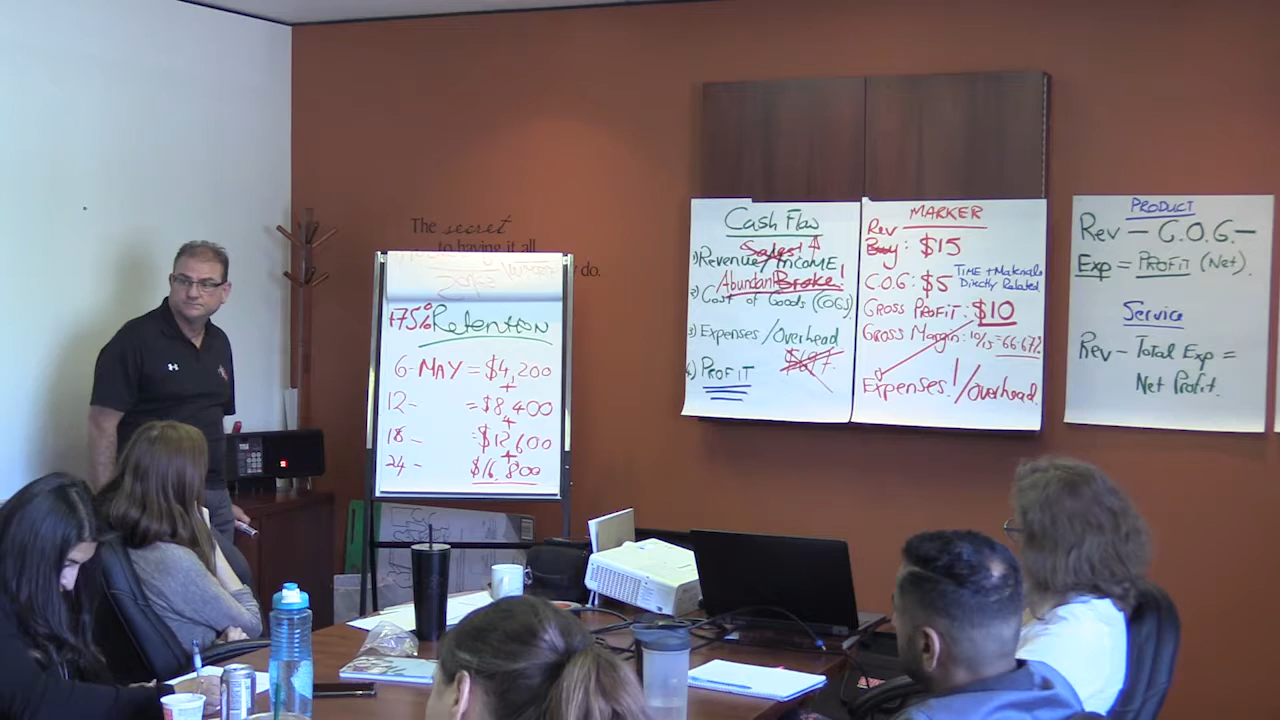 The secret
to having it all
do.
+75% Retention
6- MAY = $4,200
+
12- = $8,400
+
18- = $12,600
+
24- $16,800
Cash Flow
Sales!
1) Revenue/Income
Abundant Broke!
2) Cost of Goods (COGS)
3) Expenses/Overhead
4) PROFIT
MARKER
Rev
Buy: $15
C.O.G: $5 TIME + Materials
Directly Related
GROSS PROFIT: $10
Gross Margin: 10/15 = 66.67%
Expenses!/Overhead.
PRODUCT
Rev – C.O.G –
Exp = PROFIT (Net).
Service
Rev – Total Exp =
Net Profit.